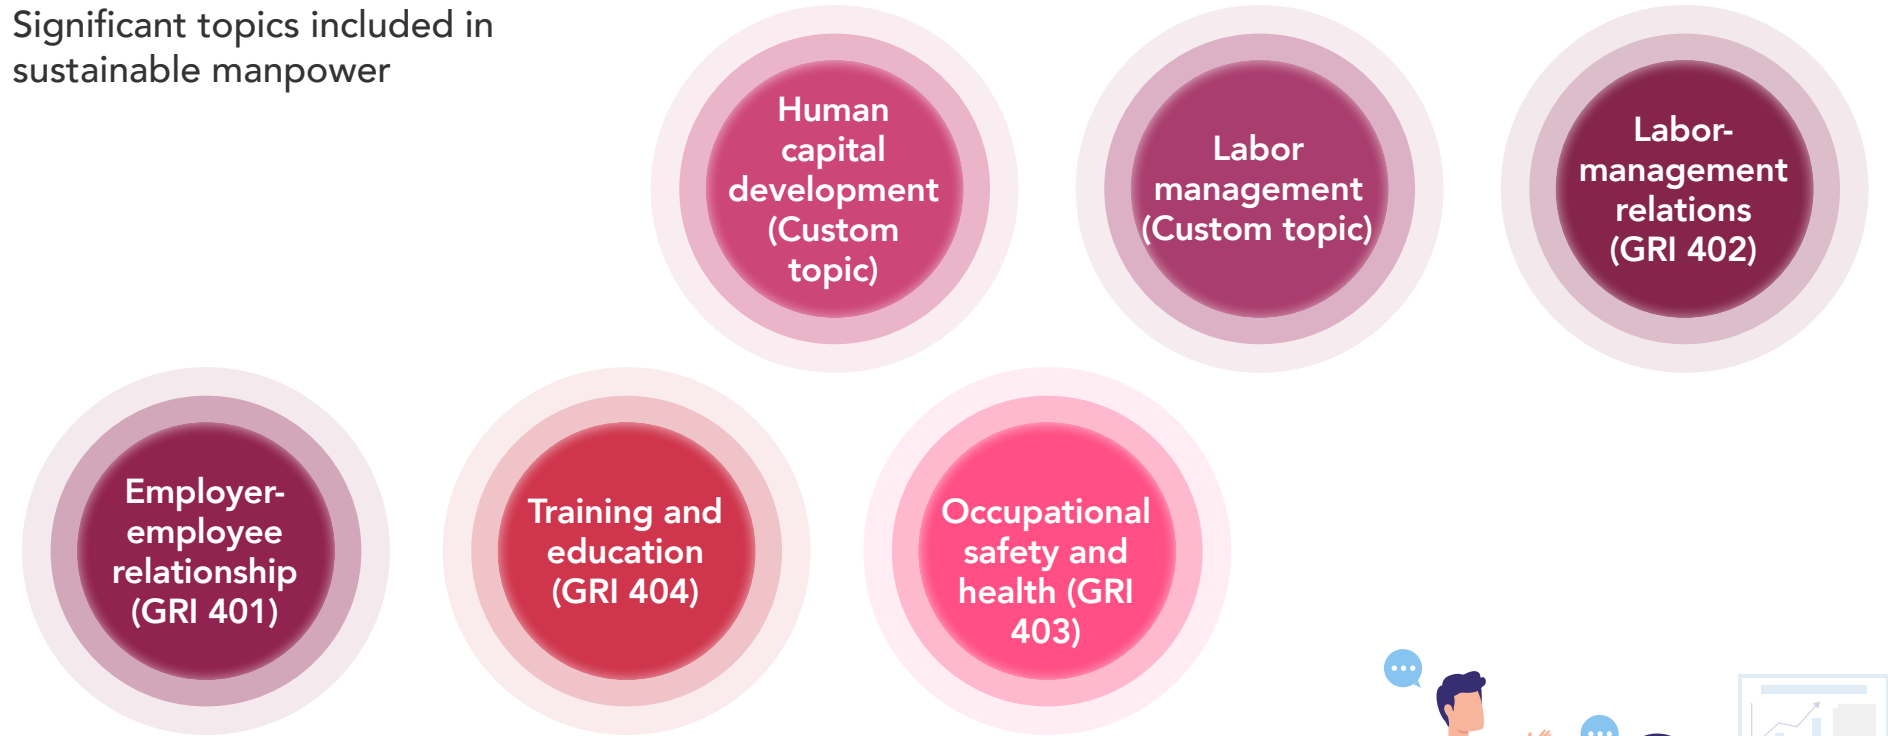 Significant topics included in
sustainable manpower
Human
capital
development
(Custom
topic)
Labor
management
(Custom topic)
Labor-
management
relations
(GRI 402)
Employer-
employee
relationship
(GRI 401)
Training and
education
(GRI 404)
Occupational
safety and
health (GRI
403)